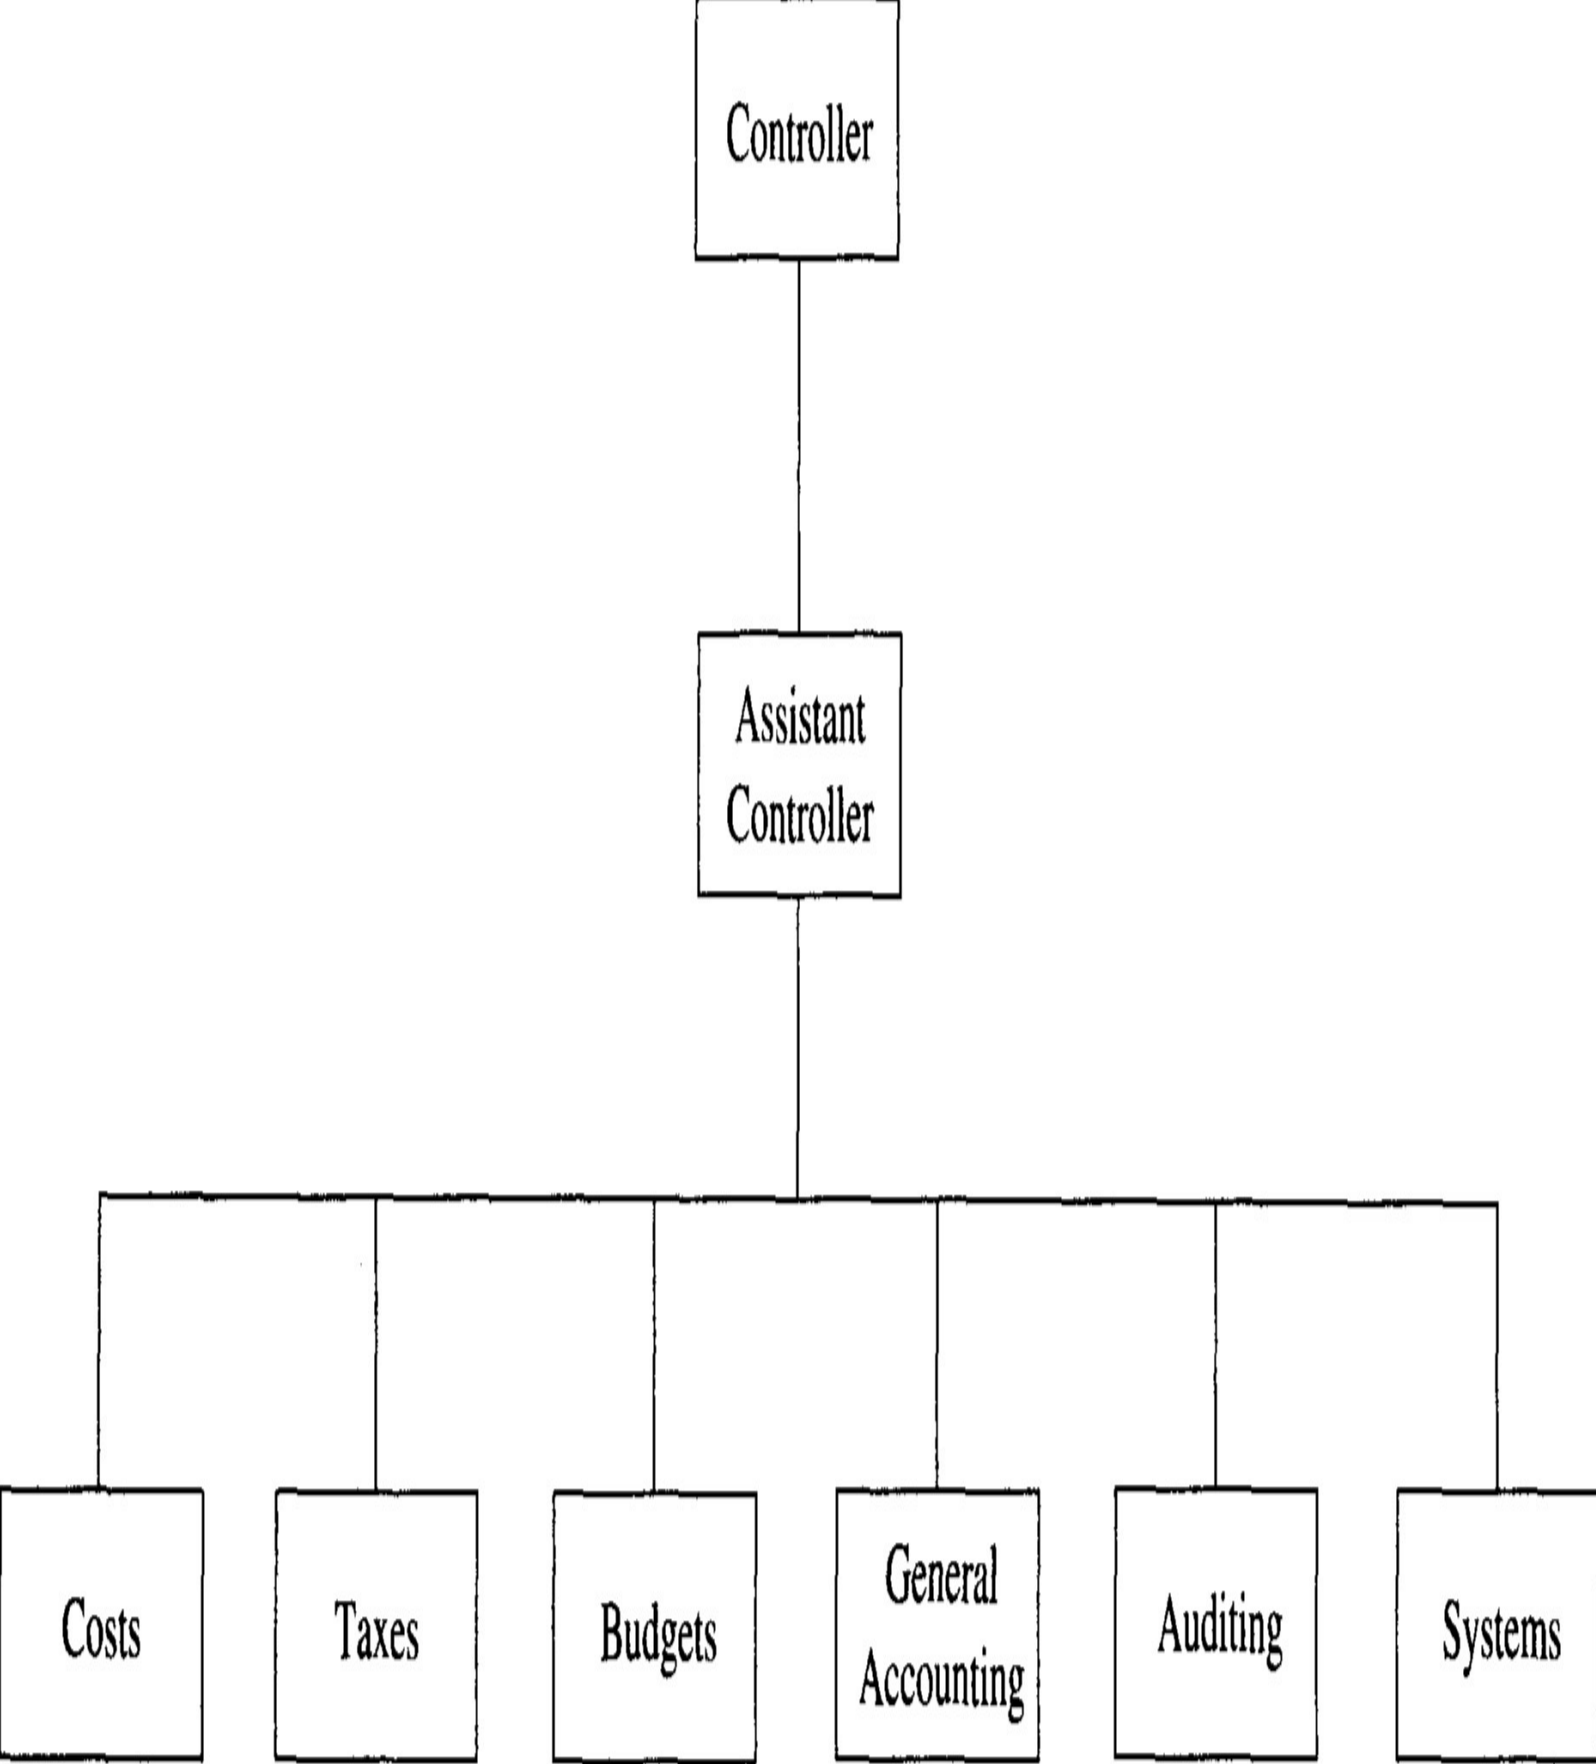 Controller
Assistant
Controller
Costs
Taxes
Budgets
General
Accounting
Auditing
Systems